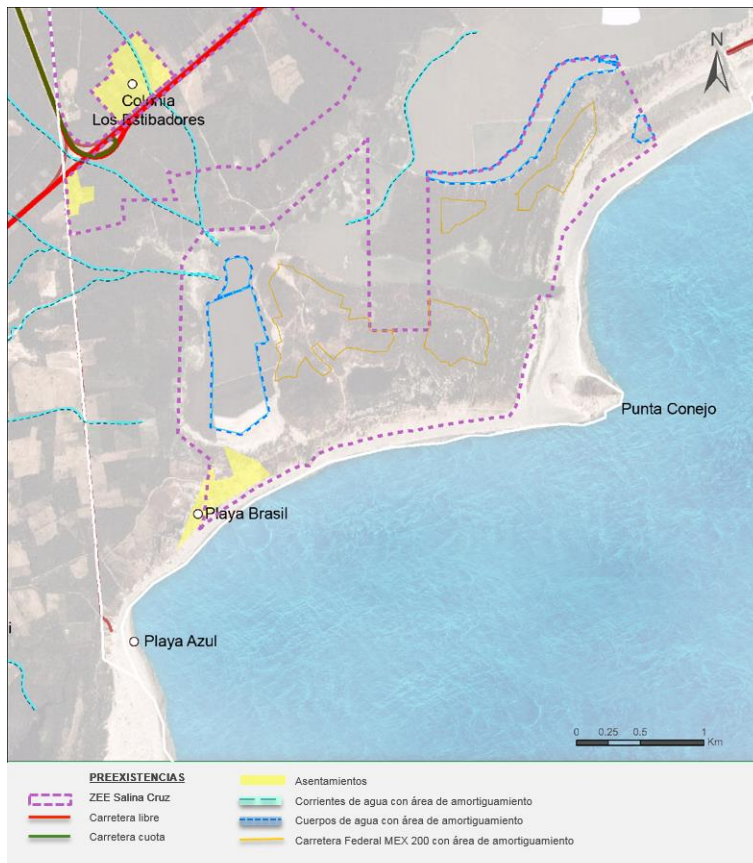 N
Colonia
Los Estibadores
Punta Conejo
Playa Brasil
Playa Azul
i
0 0.25 0.5 1
Km
PREEXISTENCIAS
ZEE Salina Cruz
Carretera libre
Carretera cuota
Asentamientos
Corrientes de agua con área de amortiguamiento
Cuerpos de agua con área de amortiguamiento
Carretera Federal MEX 200 con área de amortiguamiento